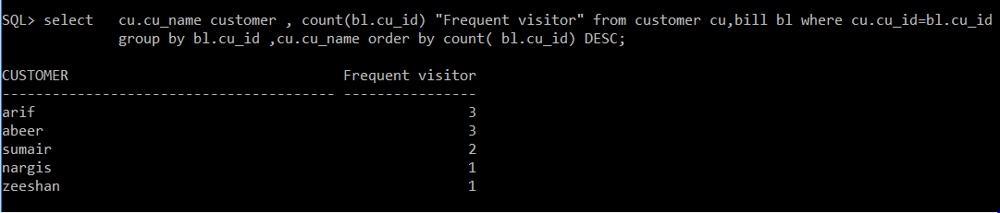 SQL> select   cu.cu_name customer , count(bl.cu_id) "Frequent visitor" from customer cu,bill bl where cu.cu_id=bl.cu_id
group by bl.cu_id ,cu.cu_name order by count( bl.cu_id) DESC;
CUSTOMER                                 Frequent visitor
---------------------------------------- ----------------
arif                                                    3
abeer                                                   3
sumair                                                  2
nargis                                                  1
zeeshan                                                 1